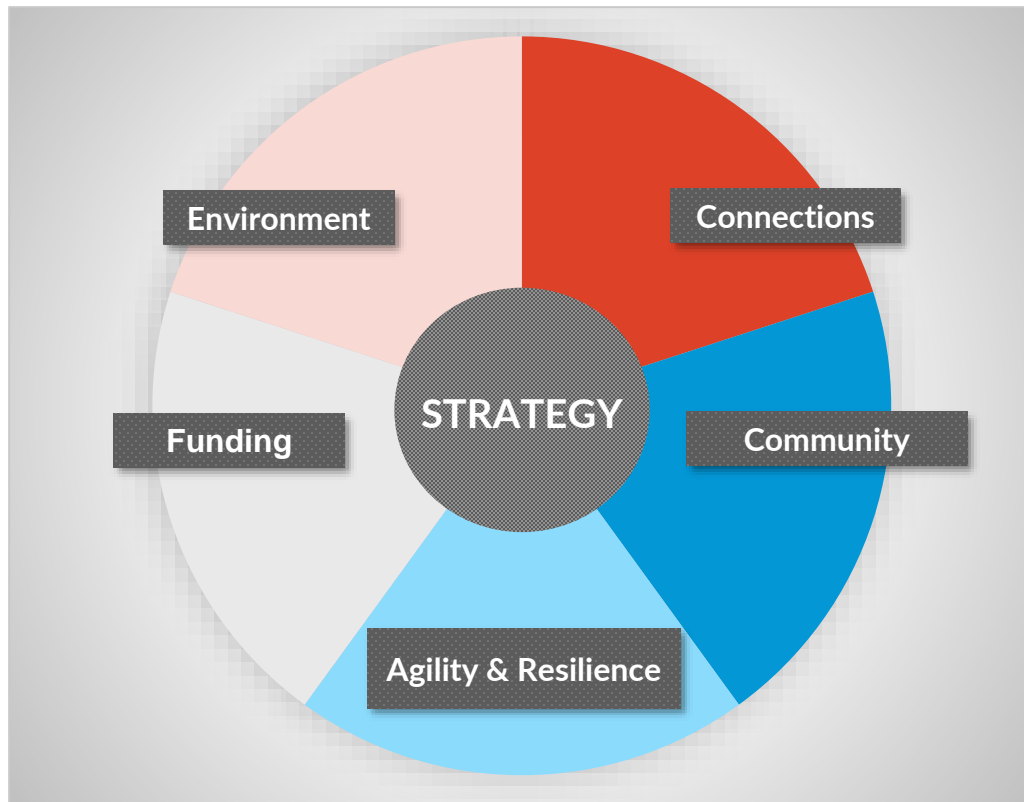 Environment
Connections
STRATEGY
Funding
Community
Agility & Resilience